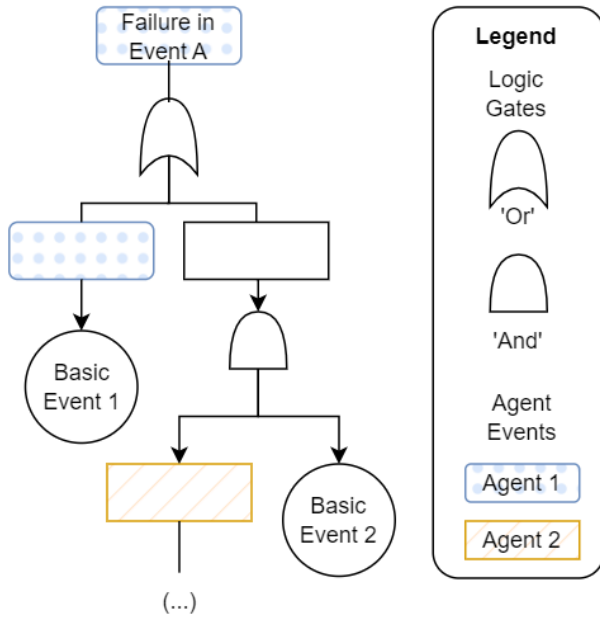 Failure in
Event A
Basic
Event 1
Basic
Event 2
(...)
Legend
Logic
Gates
'Or'
'And'
Agent
Events
Agent 1
Agent 2